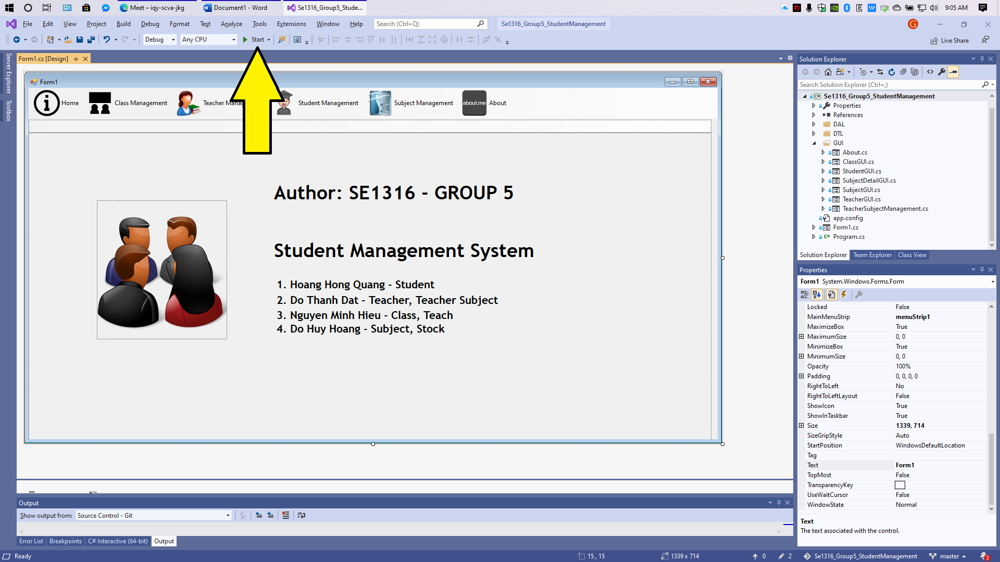 Meet – iqy-scva-jkg
Document1 - Word
Se1316_Group5_Stude...
9:05 AM
File Edit View Project Build Debug Format Test Analyze Tools Extensions Window Help
Search (Ctrl+Q)
Se1316_Group5_StudentManagement
G
Debug
Any CPU
Start
Live Share
Server Explorer
Toolbox
Form1.cs [Design]
Form1
Home
Class Management
Teacher Manag
Student Management
Subject Management
about.me
About
Author: SE1316 - GROUP 5
Student Management System
1. Hoang Hong Quang - Student
2. Do Thanh Dat - Teacher, Teacher Subject
3. Nguyen Minh Hieu - Class, Teach
4. Do Huy Hoang - Subject, Stock
Solution Explorer
Search Solution Explorer (Ctrl+;)
Se1316_Group5_StudentManagement
Properties
References
DAL
DTL
GUI
About.cs
ClassGUI.cs
StudentGUI.cs
SubjectDetailGUI.cs
SubjectGUI.cs
TeacherGUI.cs
TeacherSubjectManagement.cs
app.config
Form1.cs
Program.cs
Solution Explorer Team Explorer Class View
Properties
Form1 System.Windows.Forms.Form
Locked False
MainMenuStrip menuStrip1
MaximizeBox True
MaximumSize 0, 0
MinimizeBox True
MinimumSize 0, 0
Opacity 100%
Padding 0, 0, 0, 0
RightToLeft No
RightToLeftLayout False
ShowIcon True
ShowInTaskbar True
Size 1339, 714
SizeGripStyle Auto
StartPosition WindowsDefaultLocation
Tag
Text Form1
TopMost False
TransparencyKey
UseWaitCursor False
WindowState Normal
Text
The text associated with the control.
Output
Show output from: Source Control - Git
Error List Breakpoints C# Interactive (64-bit) Output
Ready
15 , 15
1339 x 714
0
2
Se1316_Group5_StudentManagement
master
3